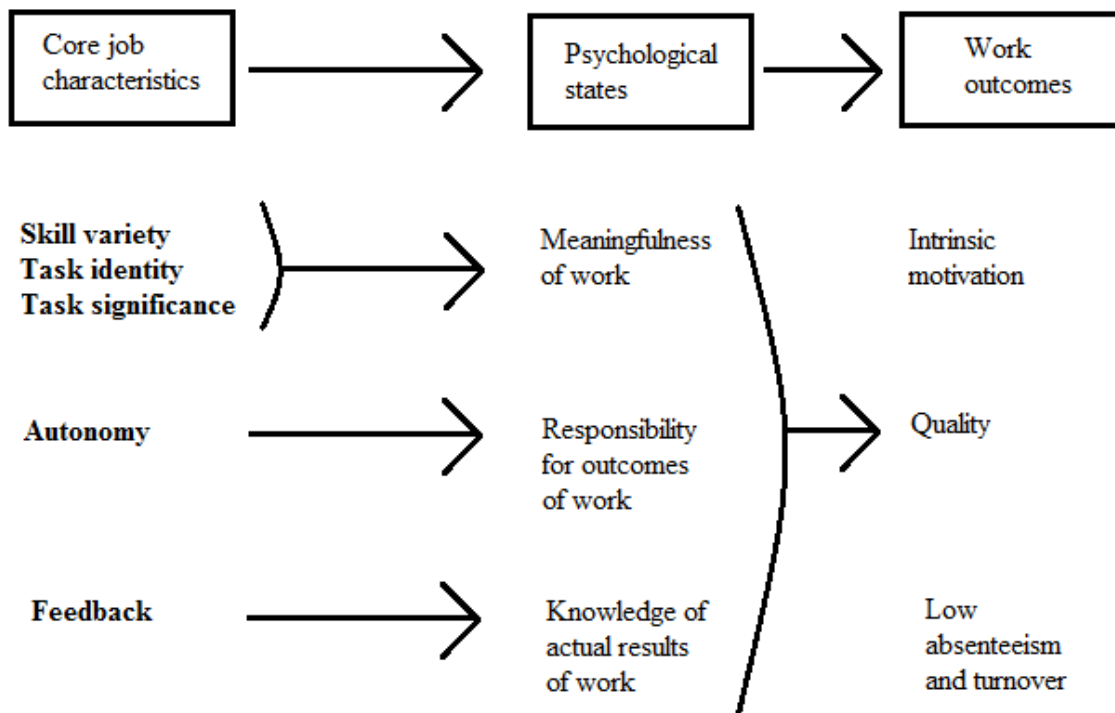 Core job
characteristics
Psychological
states
Work
outcomes
Skill variety
Task identity
Task significance
Meaningfulness
of work
Intrinsic
motivation
Autonomy
Responsibility
for outcomes
of work
Quality
Feedback
Knowledge of
actual results
of work
Low
absenteeism
and turnover